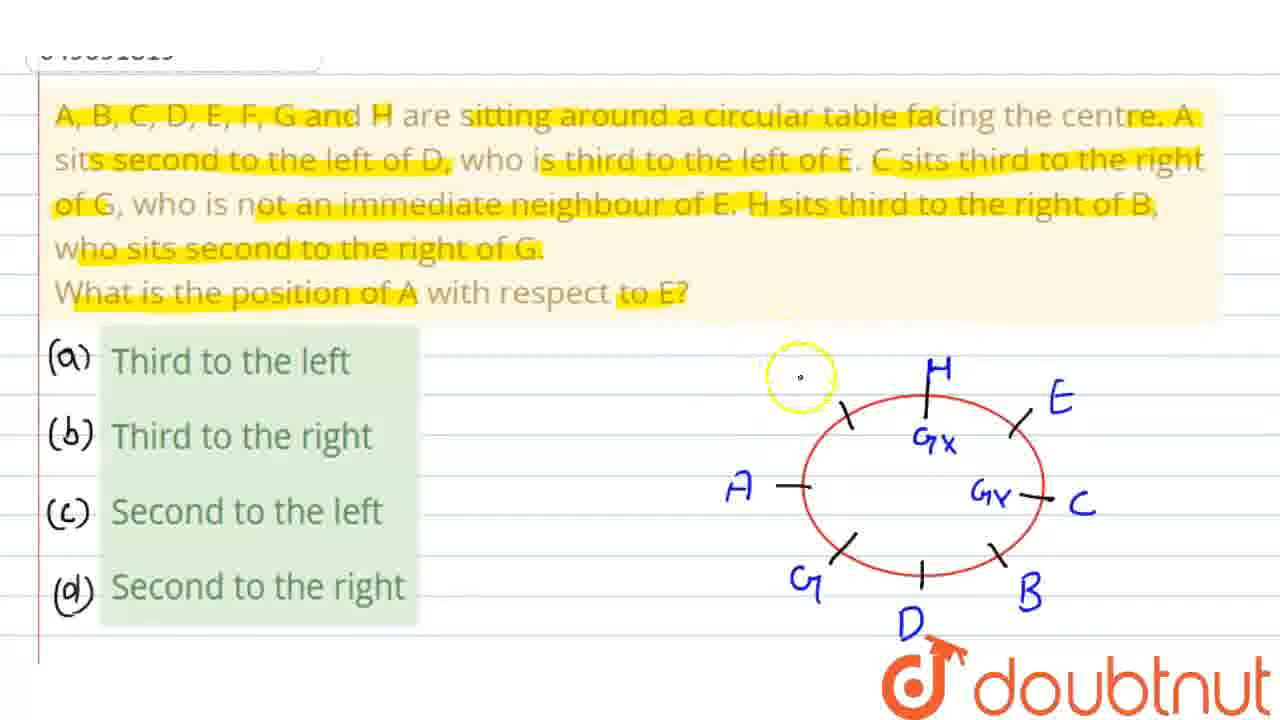 A, B, C, D, E, F, G and H are sitting around a circular table facing the centre. A
sits second to the left of D, who is third to the left of E. C sits third to the right
of G, who is not an immediate neighbour of E. H sits third to the right of B,
who sits second to the right of G.
What is the position of A with respect to E?
(a) Third to the left
(b) Third to the right
(c) Second to the left
(d) Second to the right
H
E
Gx
A
Gx
C
G
B
D
doubtnut